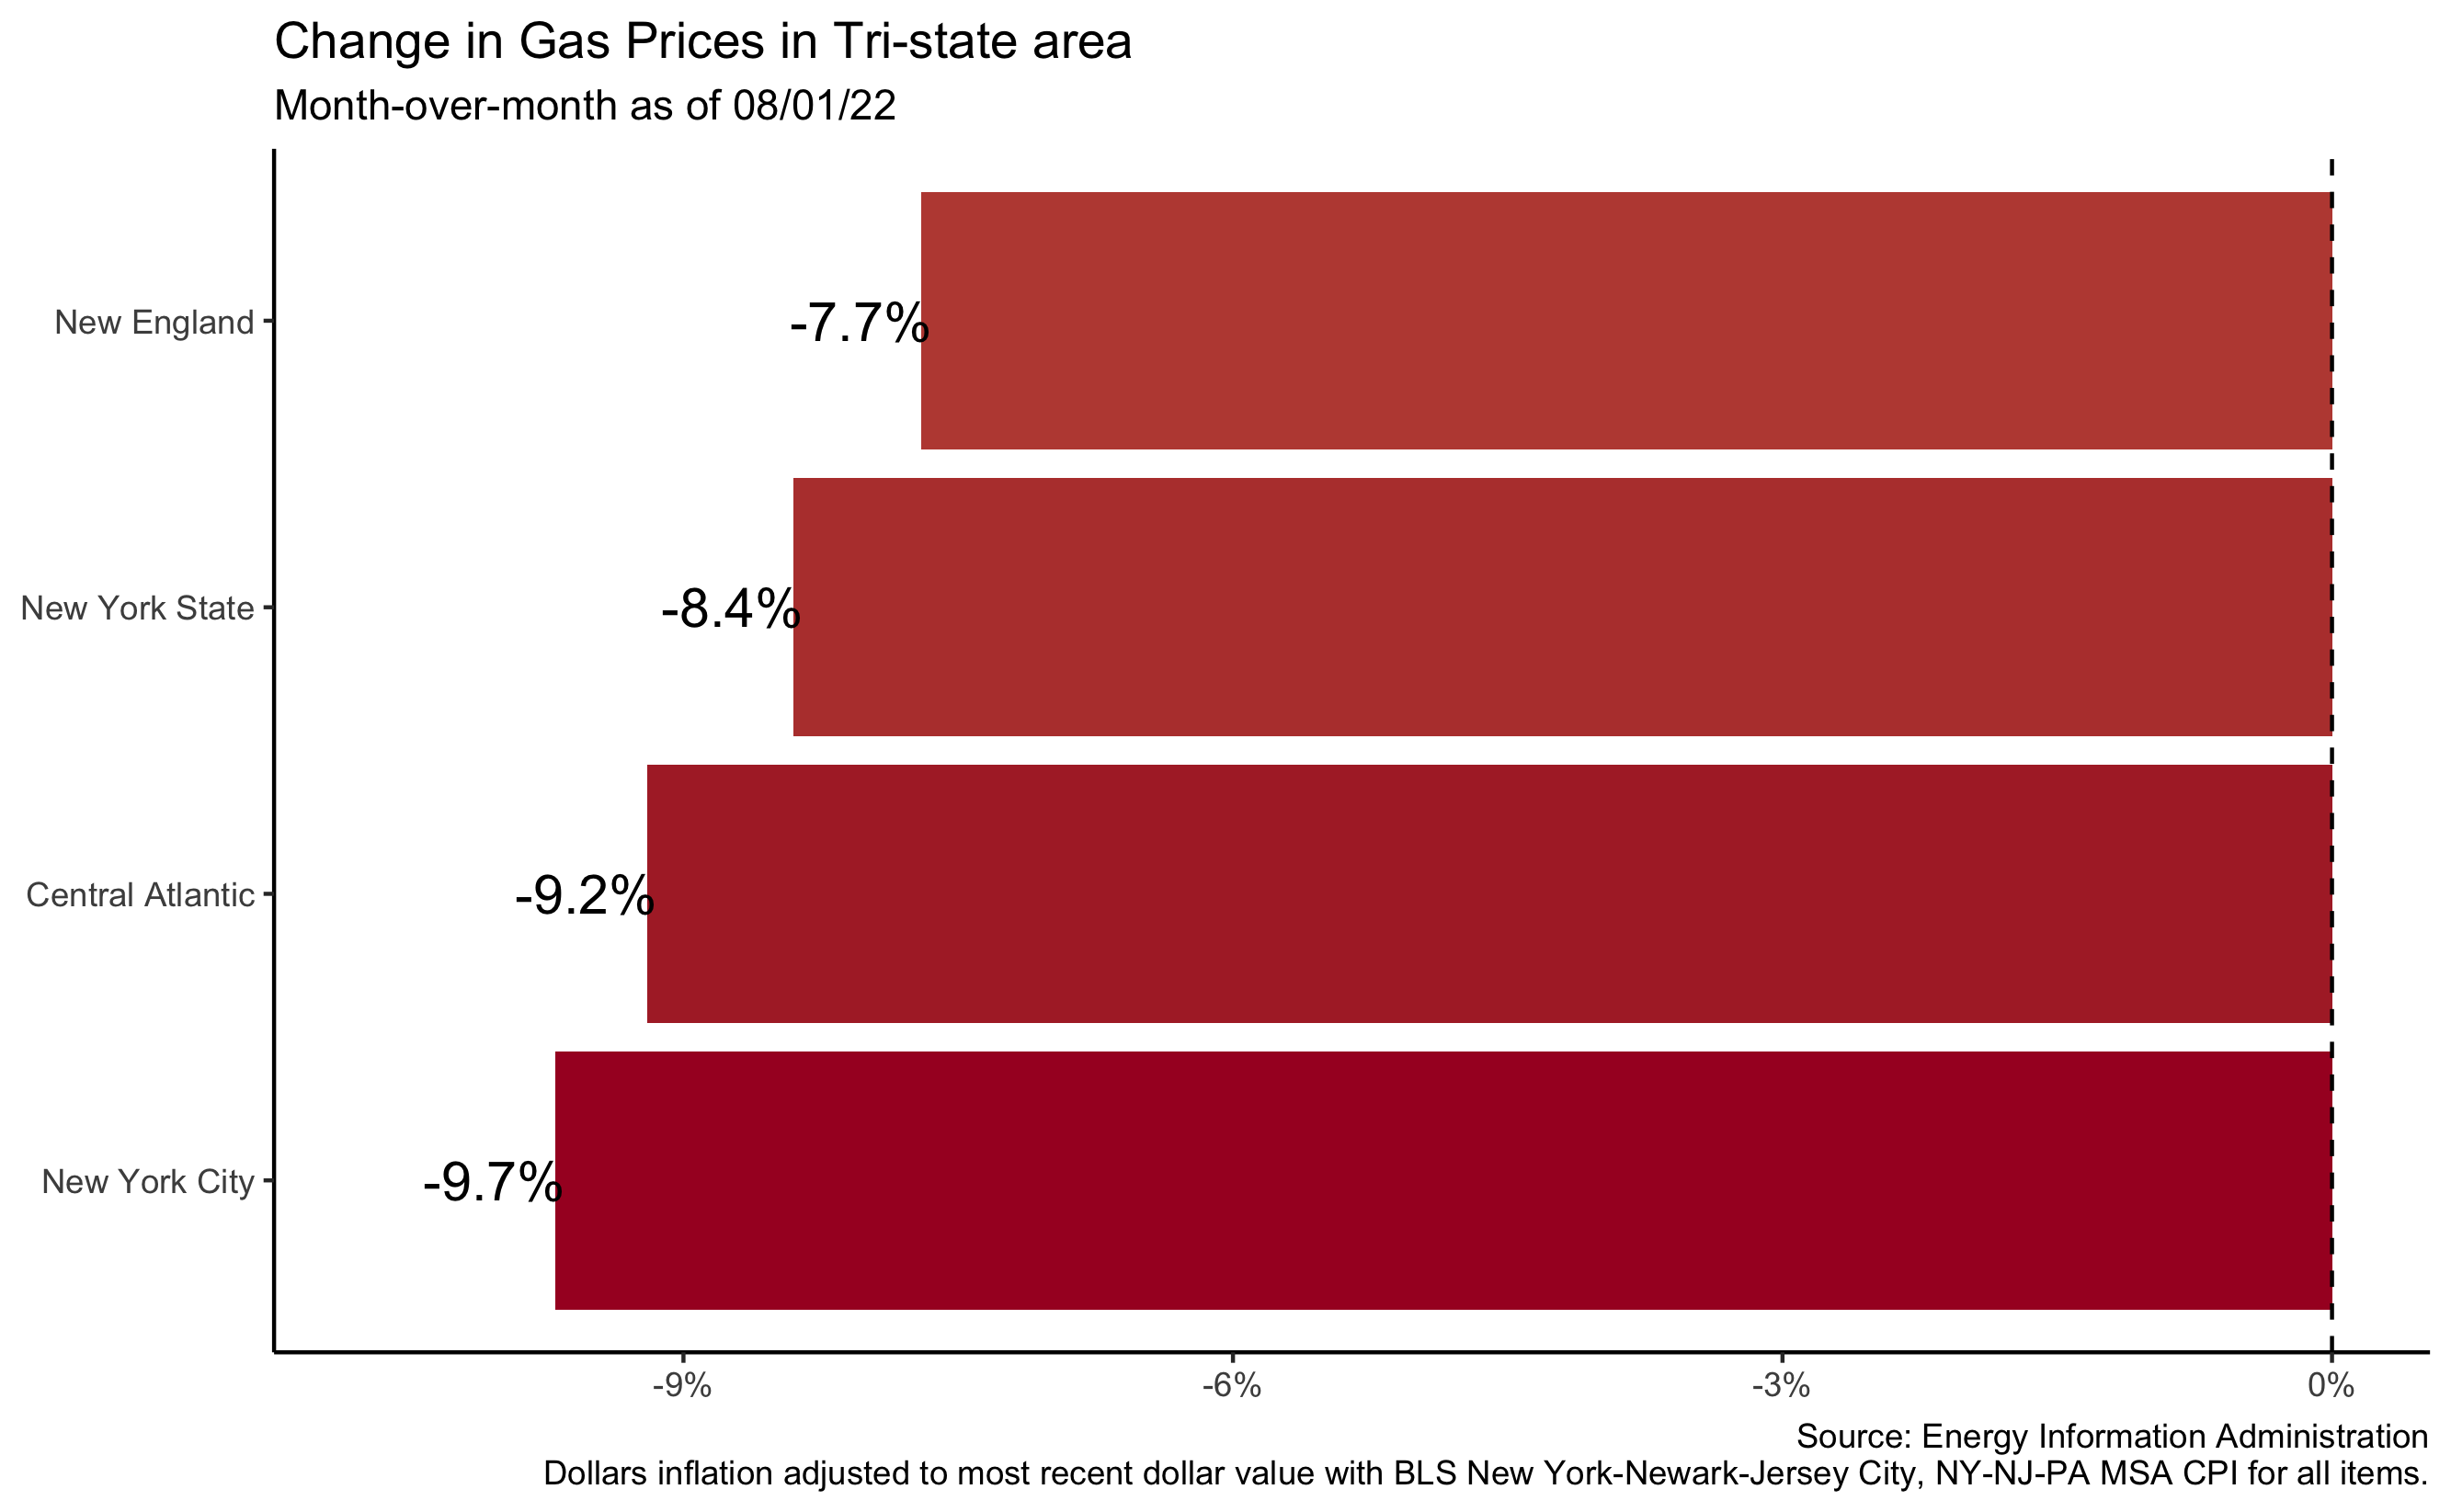 Change in Gas Prices in Tri-state area
Month-over-month as of 08/01/22
New England
-7.7%
New York State
-8.4%
Central Atlantic
-9.2%
New York City
-9.7%
-9%
-6%
-3%
0%
Source: Energy Information Administration
Dollars inflation adjusted to most recent dollar value with BLS New York-Newark-Jersey City, NY-NJ-PA MSA CPI for all items.